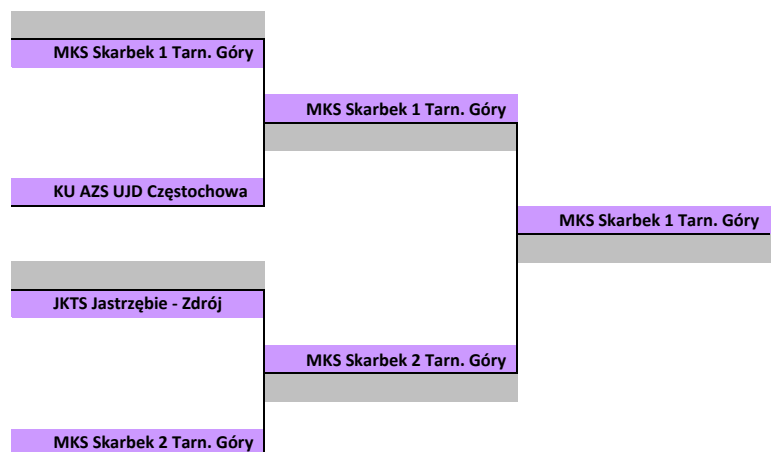 MKS Skarbek 1 Tarn. Góry
MKS Skarbek 1 Tarn. Góry
KU AZS UJD Częstochowa
MKS Skarbek 1 Tarn. Góry
JKTS Jastrzębie - Zdrój
MKS Skarbek 2 Tarn. Góry
MKS Skarbek 2 Tarn. Góry